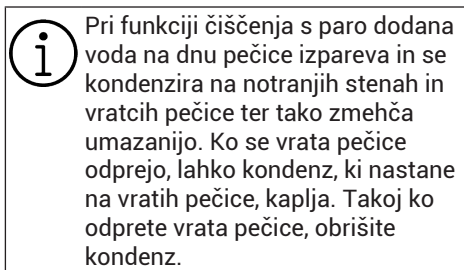 Pri funkciji čiščenja s paro dodana
voda na dnu pečice izpareva in se
kondenzira na notranjih stenah in
vratcih pečice ter tako zmehča
umazanijo. Ko se vrata pečice
odprejo, lahko kondenz, ki nastane
na vratih pečice, kaplja. Takoj ko
odprete vrata pečice, obrišite
kondenz.